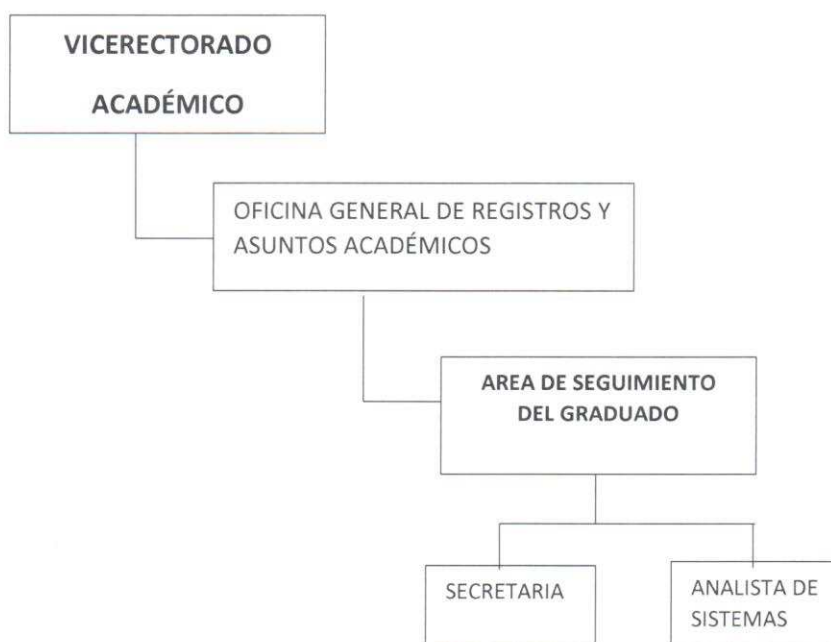 VICERECTORADO
ACADÉMICO
OFICINA GENERAL DE REGISTROS Y
ASUNTOS ACADÉMICOS
AREA DE SEGUIMIENTO
DEL GRADUADO
SECRETARIA
ANALISTA DE
SISTEMAS